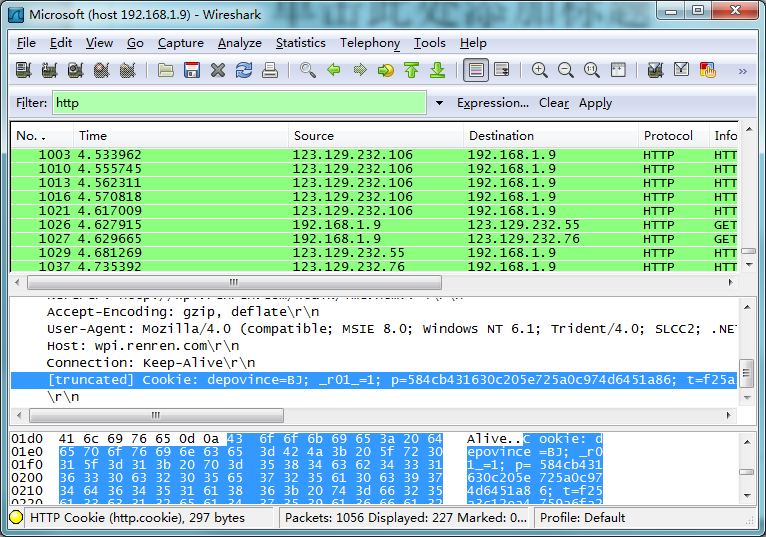 Microsoft (host 192.168.1.9) - Wireshark
单击此处添加标题
File Edit View Go Capture Analyze Statistics Telephony Tools Help
Filter: http Expression... Clear Apply
No. . Time Source Destination Protocol Info
1003 4.533962 123.129.232.106 192.168.1.9 HTTP HTT
1010 4.555745 123.129.232.106 192.168.1.9 HTTP HTT
1013 4.562311 123.129.232.106 192.168.1.9 HTTP HTT
1016 4.570818 123.129.232.106 192.168.1.9 HTTP HTT
1021 4.617009 123.129.232.106 192.168.1.9 HTTP HTT
1026 4.627915 192.168.1.9 123.129.232.55 HTTP GET
1027 4.629665 192.168.1.9 123.129.232.76 HTTP GET
1029 4.681269 123.129.232.55 192.168.1.9 HTTP HTT
1037 4.735392 123.129.232.76 192.168.1.9 HTTP HTT
Accept-Encoding: gzip, deflate\r\n
User-Agent: Mozilla/4.0 (compatible; MSIE 8.0; Windows NT 6.1; Trident/4.0; SLCC2; .NE
Host: wpi.renren.com\r\n
Connection: Keep-Alive\r\n
[truncated] Cookie: depovince=BJ; _r01_=1; p=584cb431630c205e725a0c974d6451a86; t=f25a
\r\n
01d0 41 6c 69 76 65 0d 0a 43 6f 6f 6b 69 65 3a 20 64 Alive..C ookie: d
01e0 65 70 6f 76 69 6e 63 65 3d 42 4a 3b 20 5f 72 30 epovince =BJ; _r0
01f0 31 5f 3d 31 3b 20 70 3d 35 38 34 63 62 34 33 31 1_=1; p= 584cb431
0200 36 33 30 63 32 30 35 65 37 32 35 61 30 63 39 37 630c205e 725a0c97
0210 34 64 36 34 35 31 61 38 36 3b 20 74 3d 66 32 35 4d6451a8 6; t=f25
HTTP Cookie (http.cookie), 297 bytes Packets: 1056 Displayed: 227 Marked: 0... Profile: Default